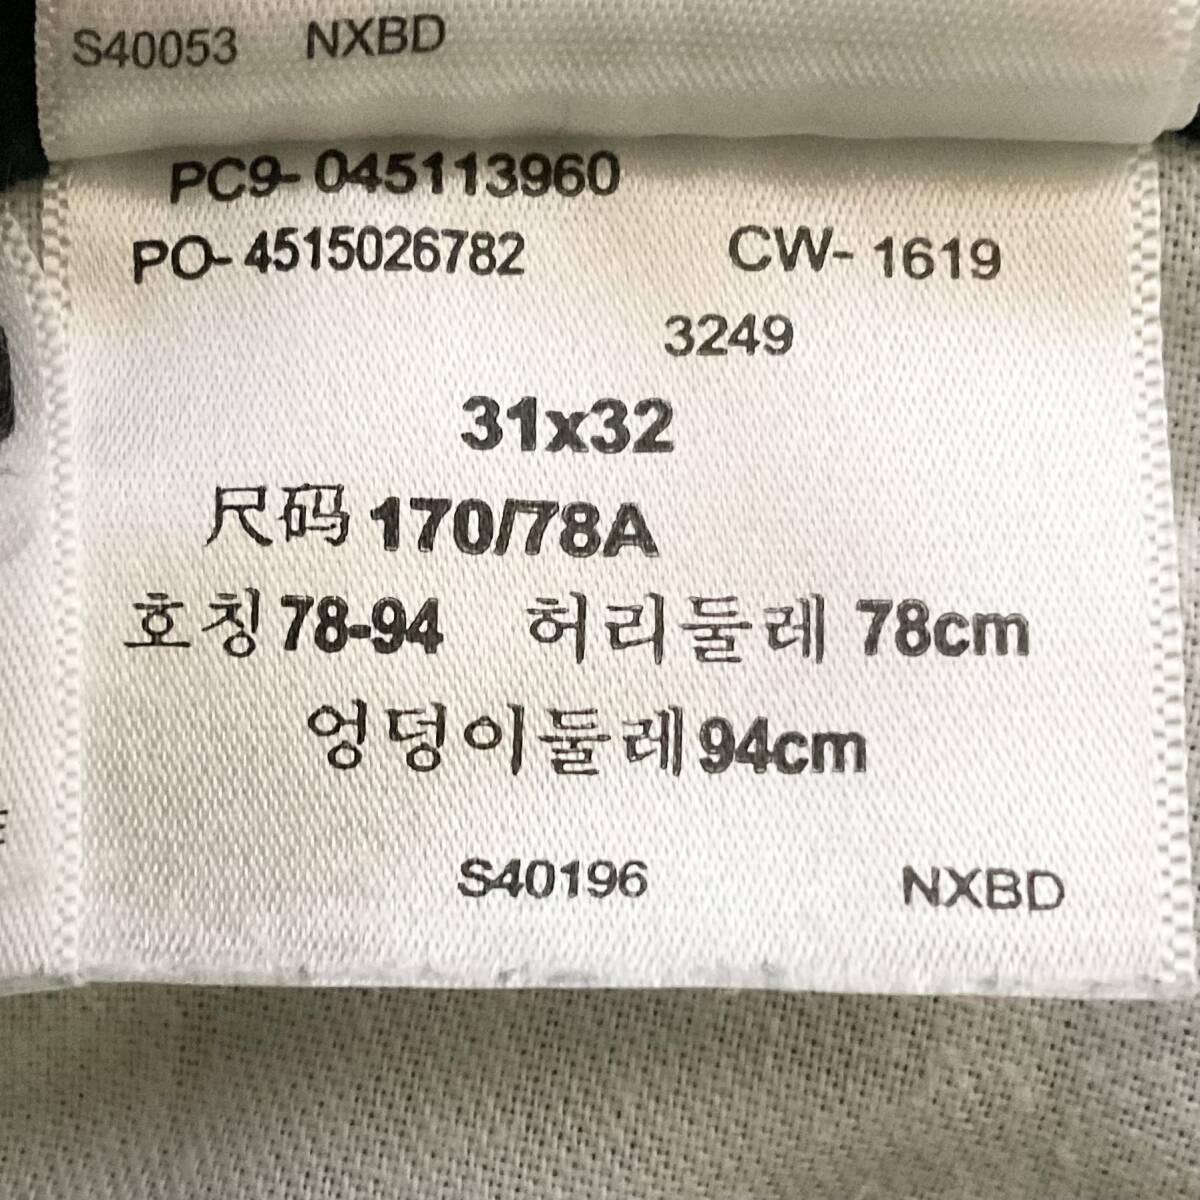 S40053 NXBD
PC9-045113960
PO-4515026782 CW-1619
3249
31x32
尺码 170/78A
호칭 78-94 허리둘레 78cm
엉덩이둘레 94cm
S40196 NXBD